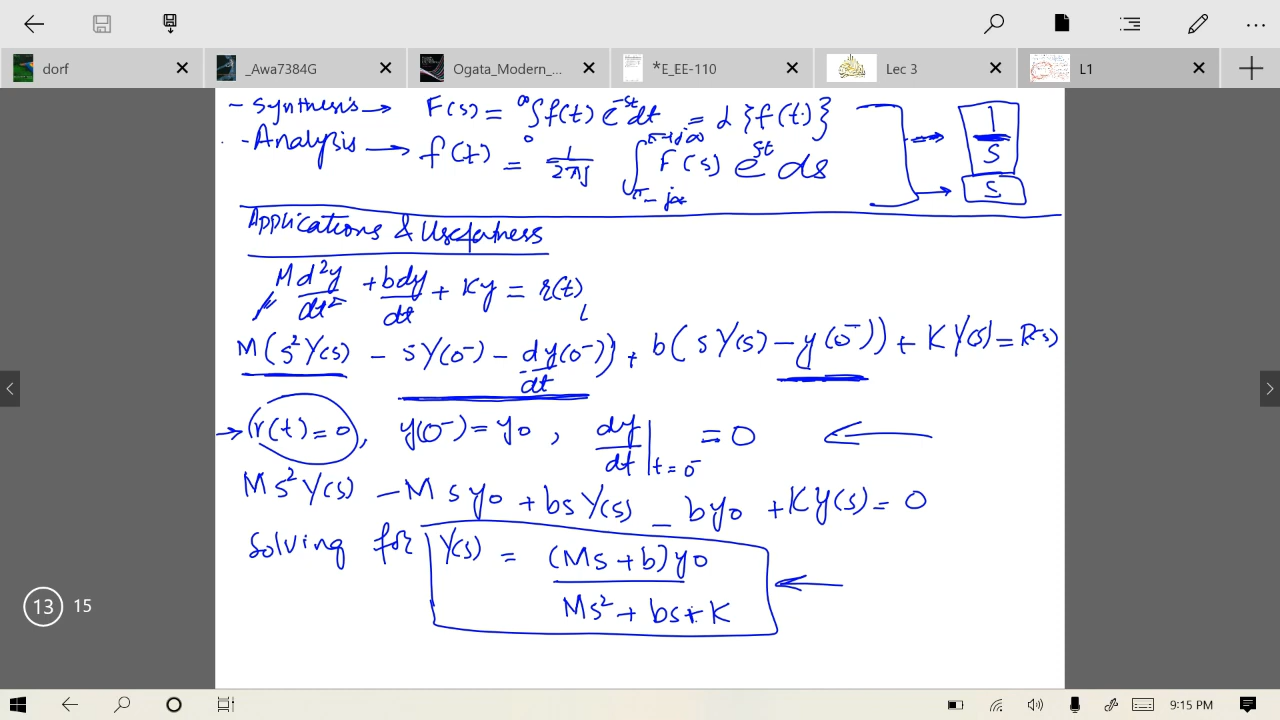 dorf
_Awa7384G
Ogata_Modern_...
*E_EE-110
Lec 3
L1
- Synthesis → F(s) = ∞∫0 f(t) e^-st dt = L {f(t)}
- Analysis → f(t) = 1/2πj ∫ F(s) e^st ds
1/s
s
Applications & Usefulness
M d²y/dt² + b dy/dt + Ky = r(t)
M(s²Y(s) - sY(0⁻) - dy(0⁻)/dt) + b(sY(s) - y(0⁻)) + KY(s) = R(s)
→ (r(t)=0, y(0⁻) = y0, dy/dt | t=0⁻ = 0 ←
Ms²Y(s) - Msy0 + bsY(s) - by0 + KY(s) = 0
Solving for Y(s) = (Ms+b)y0 / Ms² + bs + K ←
13 15
9:15 PM